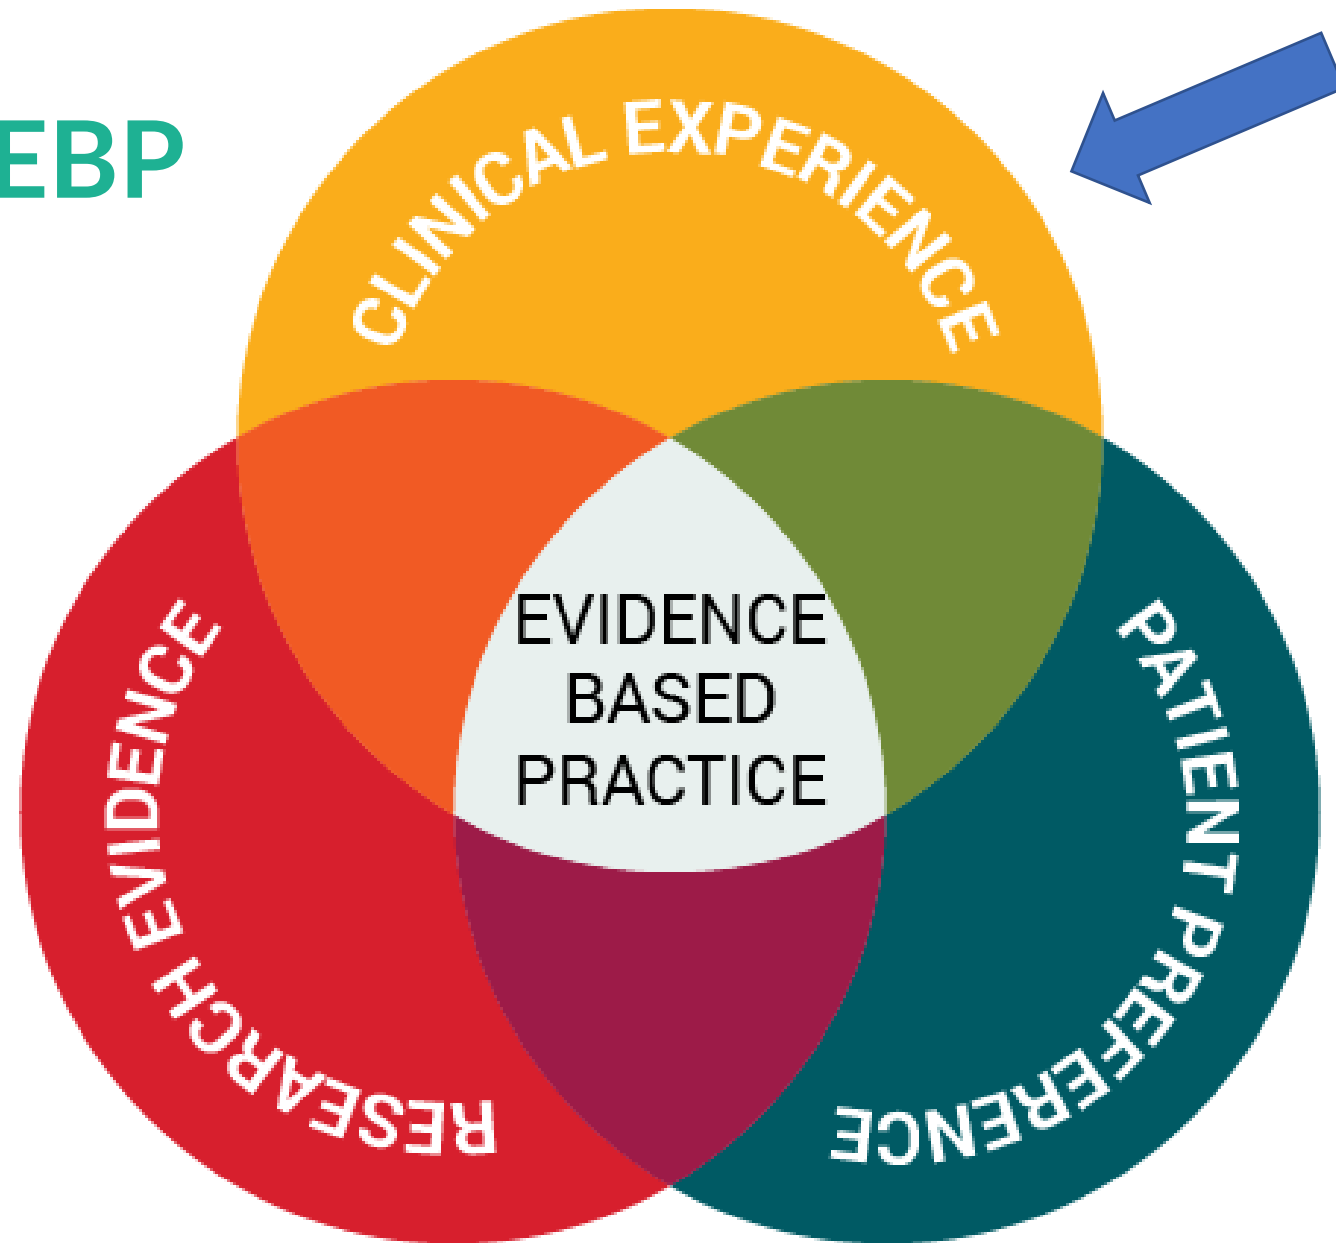 EBP
CLINICAL EXPERIENCE
EVIDENCE
BASED
PRACTICE
RESEARCH EVIDENCE
PATIENT PREFERENCE